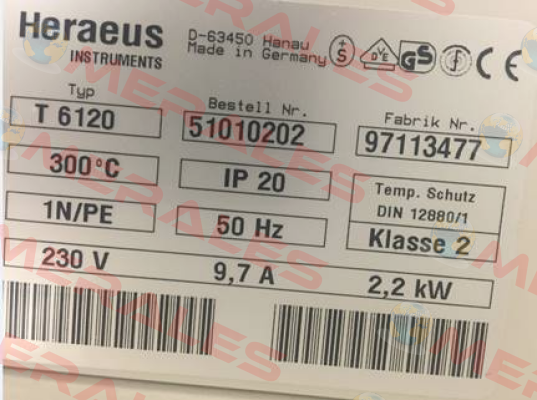 Heraeus
INSTRUMENTS
D-63450 Hanau
Made in Germany
Typ
T 6120
Bestell Nr.
51010202
Fabrik Nr.
97113477
300°C
IP 20
Temp. Schutz
DIN 12880/1
Klasse 2
1N/PE
50 Hz
230 V
9,7 A
2,2 kW